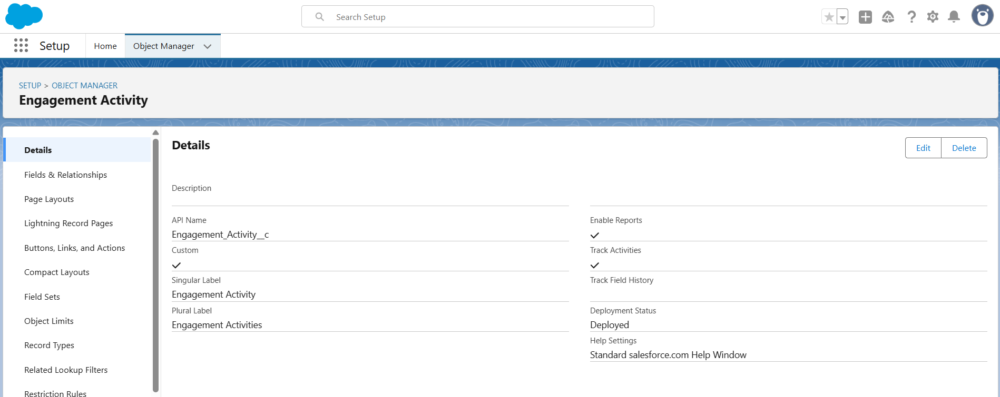 Search Setup
Setup
Home
Object Manager
SETUP > OBJECT MANAGER
Engagement Activity
Details
Fields & Relationships
Page Layouts
Lightning Record Pages
Buttons, Links, and Actions
Compact Layouts
Field Sets
Object Limits
Record Types
Related Lookup Filters
Restriction Rules
Details
Edit
Delete
Description
API Name
Engagement_Activity__c
Custom
Singular Label
Engagement Activity
Plural Label
Engagement Activities
Enable Reports
Track Activities
Track Field History
Deployment Status
Deployed
Help Settings
Standard salesforce.com Help Window